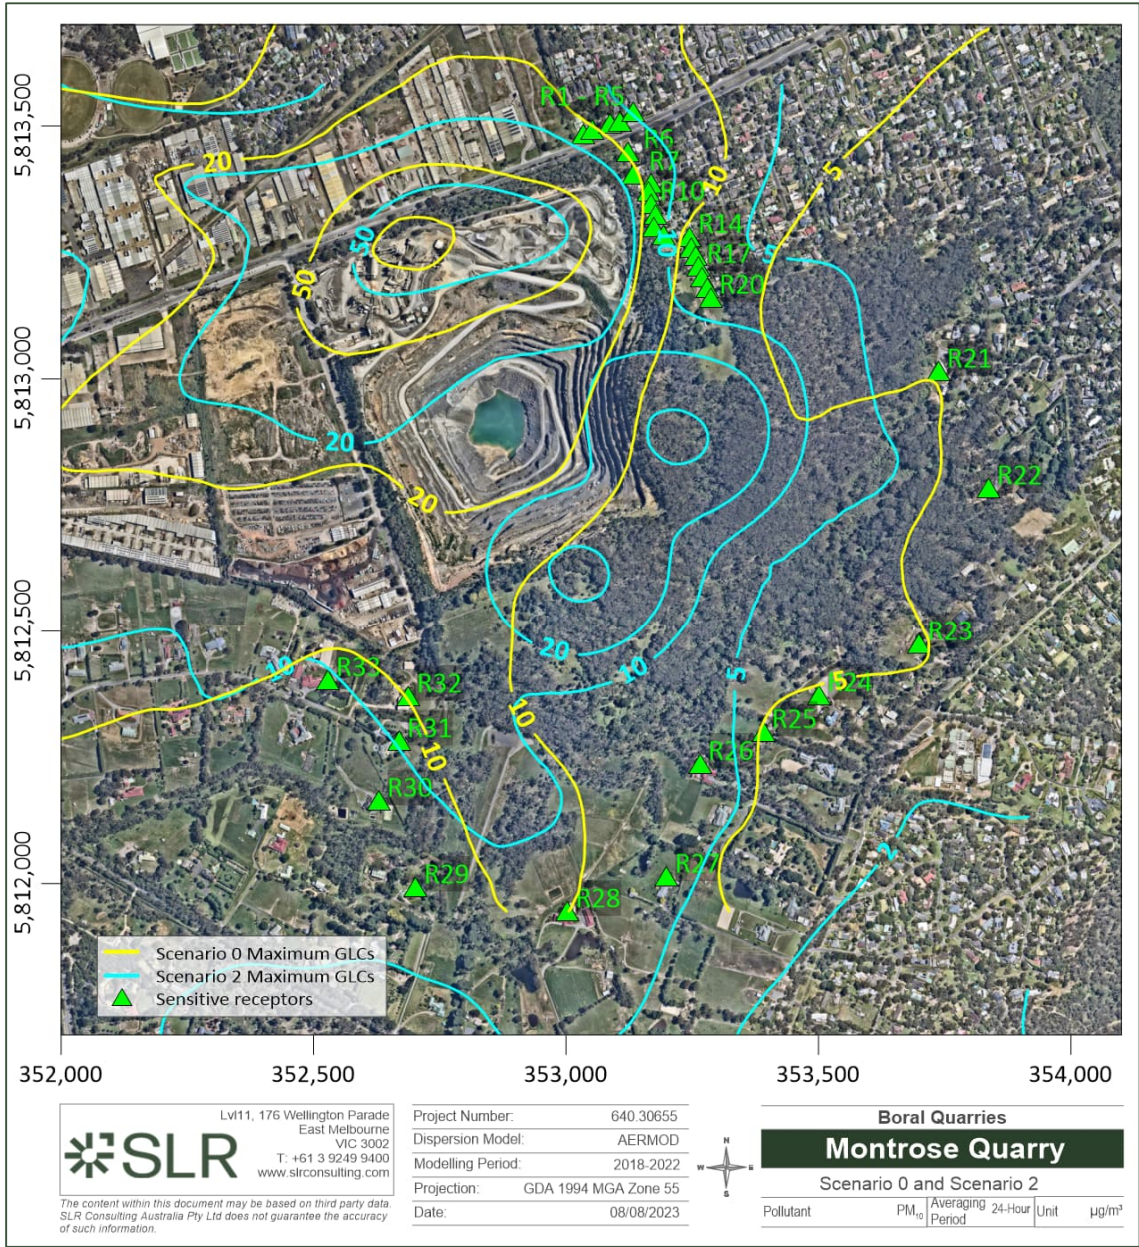 5,813,500
5,813,000
5,812,500
5,812,000
R1 - R5
R6
R7
R10
R14
R17
R20
R21
R22
R23
R24
R25
R26
R27
R28
R29
R30
R31
R32
R33
20
10
5
50
50
10
5
20
20
20
10
5
10
10
10
5
2
Scenario 0 Maximum GLCs
Scenario 2 Maximum GLCs
Sensitive receptors
352,000 352,500 353,000 353,500 354,000
SLR
Lvl11, 176 Wellington Parade
East Melbourne
VIC 3002
T: +61 3 9249 9400
www.slrconsulting.com
The content within this document may be based on third party data.
SLR Consulting Australia Pty Ltd does not guarantee the accuracy
of such information.
Project Number: 640.30655
Dispersion Model: AERMOD
Modelling Period: 2018-2022
Projection: GDA 1994 MGA Zone 55
Date: 08/08/2023
N
W E
S
Boral Quarries
Montrose Quarry
Scenario 0 and Scenario 2
Pollutant PM₁₀ Averaging Period 24-Hour Unit µg/m³